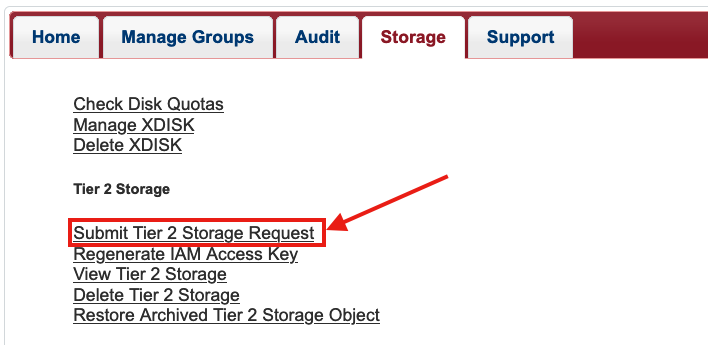 Home Manage Groups Audit Storage Support
Check Disk Quotas
Manage XDISK
Delete XDISK
Tier 2 Storage
Submit Tier 2 Storage Request
Regenerate IAM Access Key
View Tier 2 Storage
Delete Tier 2 Storage
Restore Archived Tier 2 Storage Object